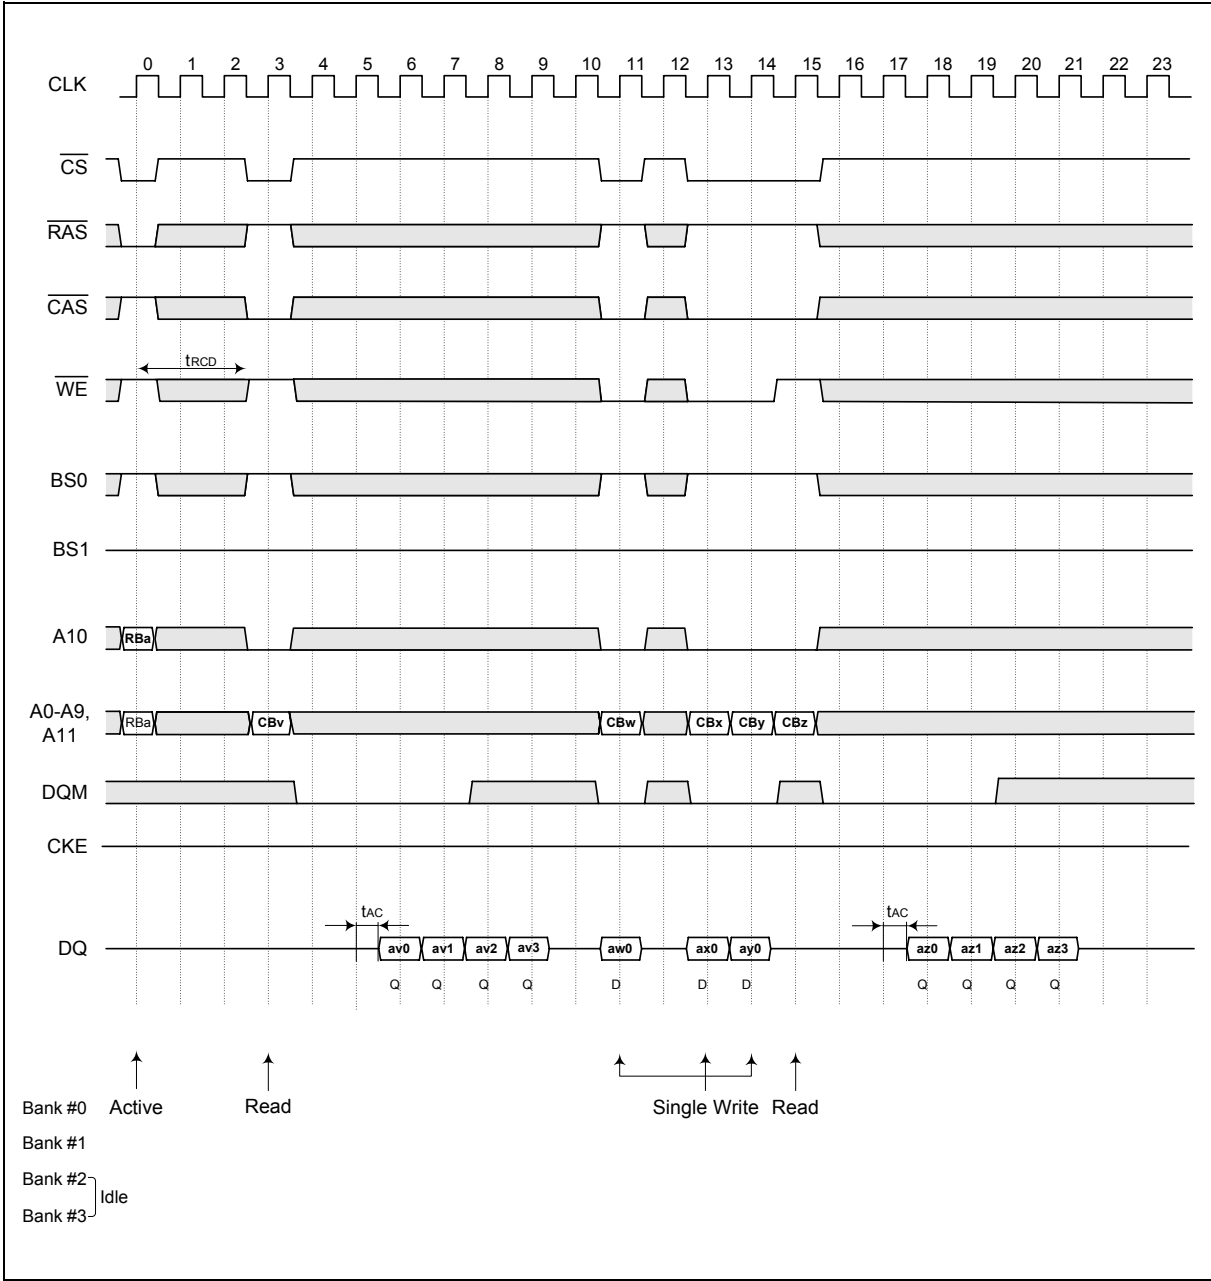 0 1 2 3 4 5 6 7 8 9 10 11 12 13 14 15 16 17 18 19 20 21 22 23
CLK
CS
RAS
CAS
tRCD
WE
BS0
BS1
A10 RBa
A0-A9, RBa CBv CBw CBx CBy CBz
A11
DQM
CKE
tAC tAC
DQ av0 av1 av2 av3 aw0 ax0 ay0 az0 az1 az2 az3
Q Q Q Q D D D Q Q Q Q
Bank #0 Active Read Single Write Read
Bank #1
Bank #2
Idle
Bank #3